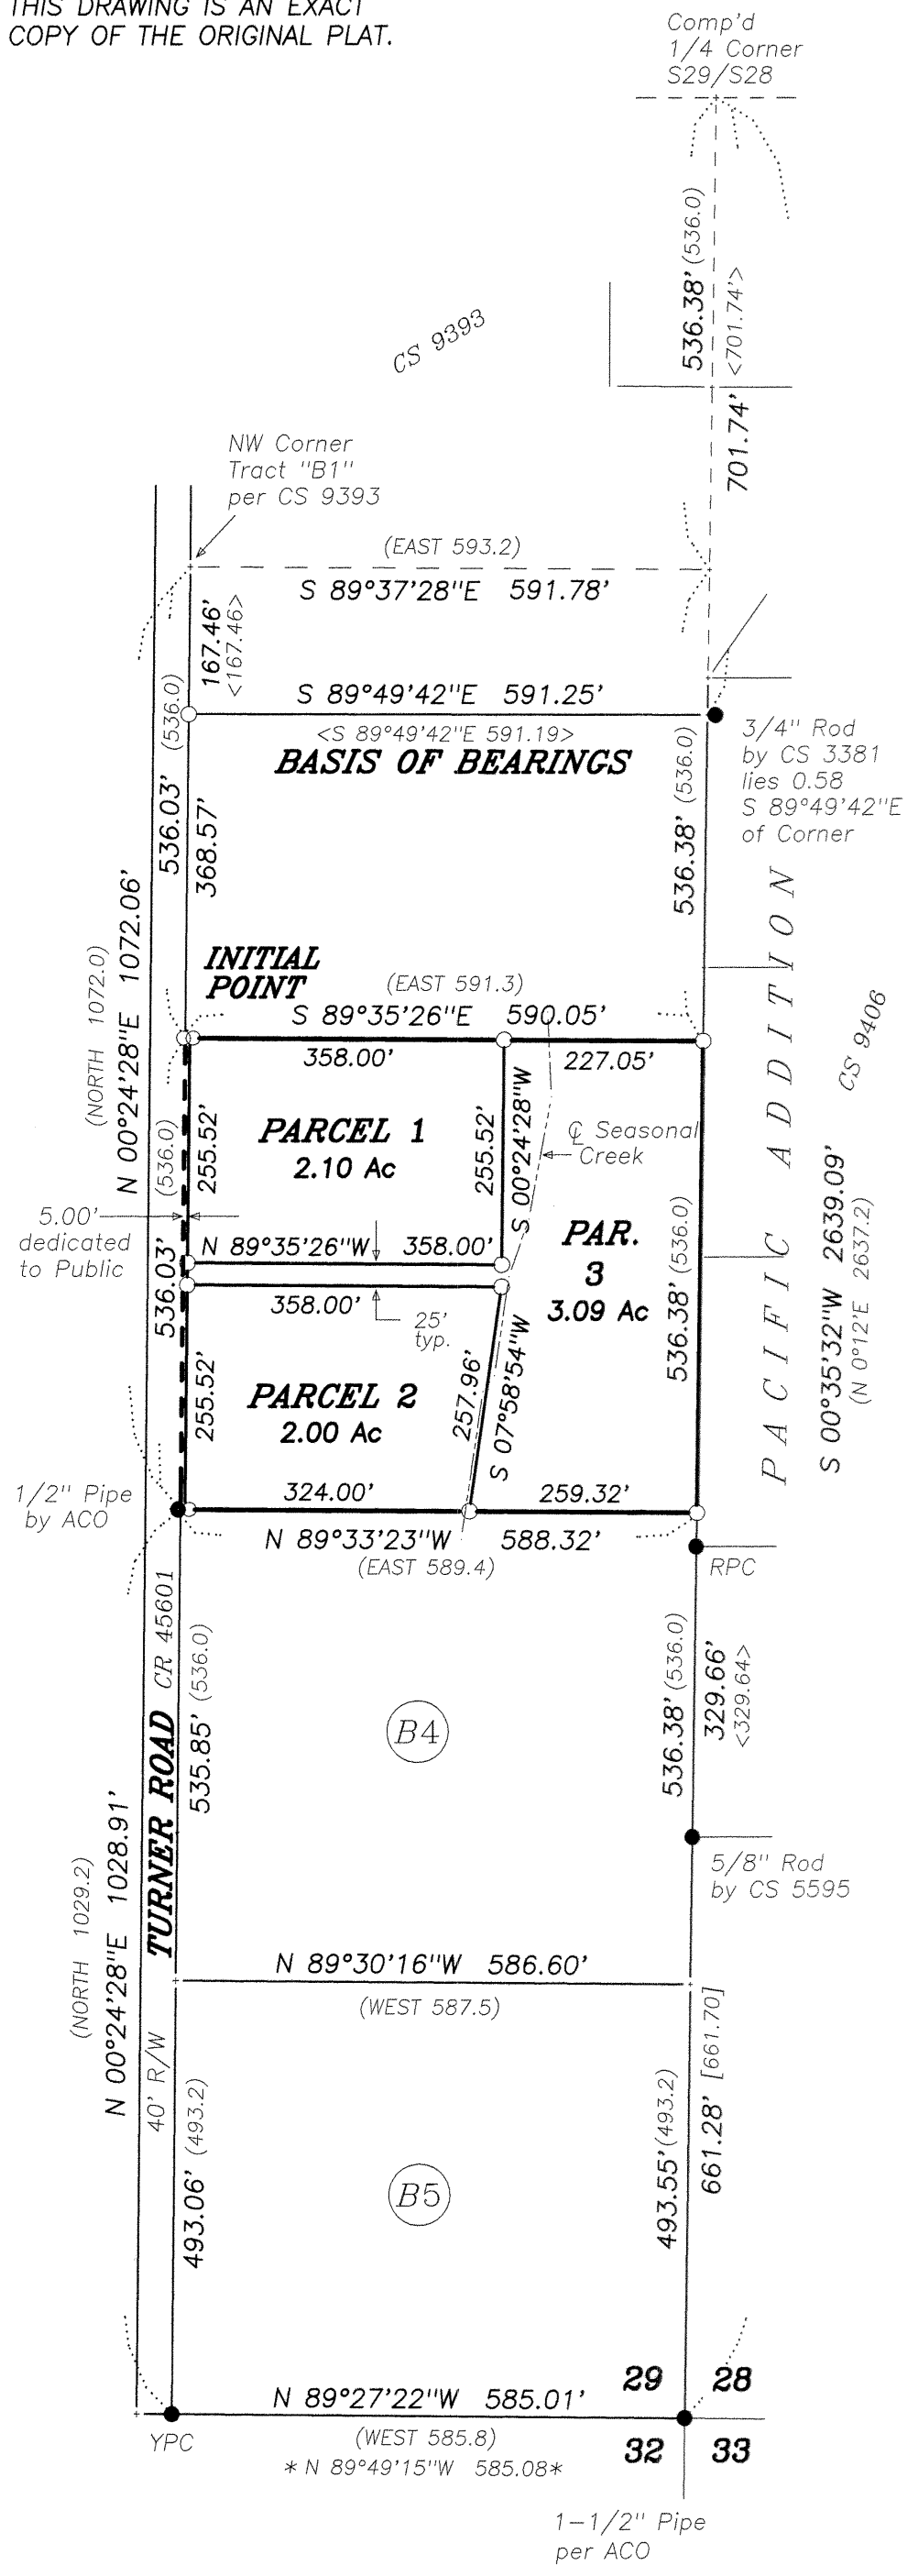 THIS DRAWING IS AN EXACT
COPY OF THE ORIGINAL PLAT.
Comp'd
1/4 Corner
S29/S28
536.38' (536.0)
<701.74'>
701.74'
CS 9393
NW Corner
Tract "B1"
per CS 9393
(EAST 593.2)
S 89°37'28"E 591.78'
167.46'
<167.46>
S 89°49'42"E 591.25'
<S 89°49'42"E 591.19>
BASIS OF BEARINGS
3/4" Rod
by CS 3381
lies 0.58
S 89°49'42"E
of Corner
536.03' (536.0)
368.57'
536.38' (536.0)
N 00°24'28"E 1072.06'
(NORTH 1072.0)
INITIAL
POINT
(EAST 591.3)
S 89°35'26"E 590.05'
358.00'
227.05'
PACIFIC ADDITION
CS 9406
S 00°35'32"W 2639.09'
(N 0°12'E 2637.2)
PARCEL 1
2.10 Ac
255.52'
255.52'
S 00°24'28"W
℄ Seasonal
Creek
5.00'
dedicated
to Public
536.03' (536.0)
N 89°35'26"W 358.00'
358.00'
25'
typ.
PAR.
3
3.09 Ac
536.38' (536.0)
PARCEL 2
2.00 Ac
255.52'
257.96'
S 07°58'54"W
1/2" Pipe
by ACO
324.00'
259.32'
N 89°33'23"W 588.32'
(EAST 589.4)
RPC
TURNER ROAD CR 45601
535.85' (536.0)
B4
536.38' (536.0)
329.66'
<329.64>
N 00°24'28"E 1028.91'
(NORTH 1029.2)
5/8" Rod
by CS 5595
N 89°30'16"W 586.60'
(WEST 587.5)
40' R/W
493.06' (493.2)
B5
493.55' (493.2)
661.28' [661.70]
29 28
N 89°27'22"W 585.01'
YPC
(WEST 585.8)
* N 89°49'15"W 585.08*
32 33
1-1/2" Pipe
per ACO